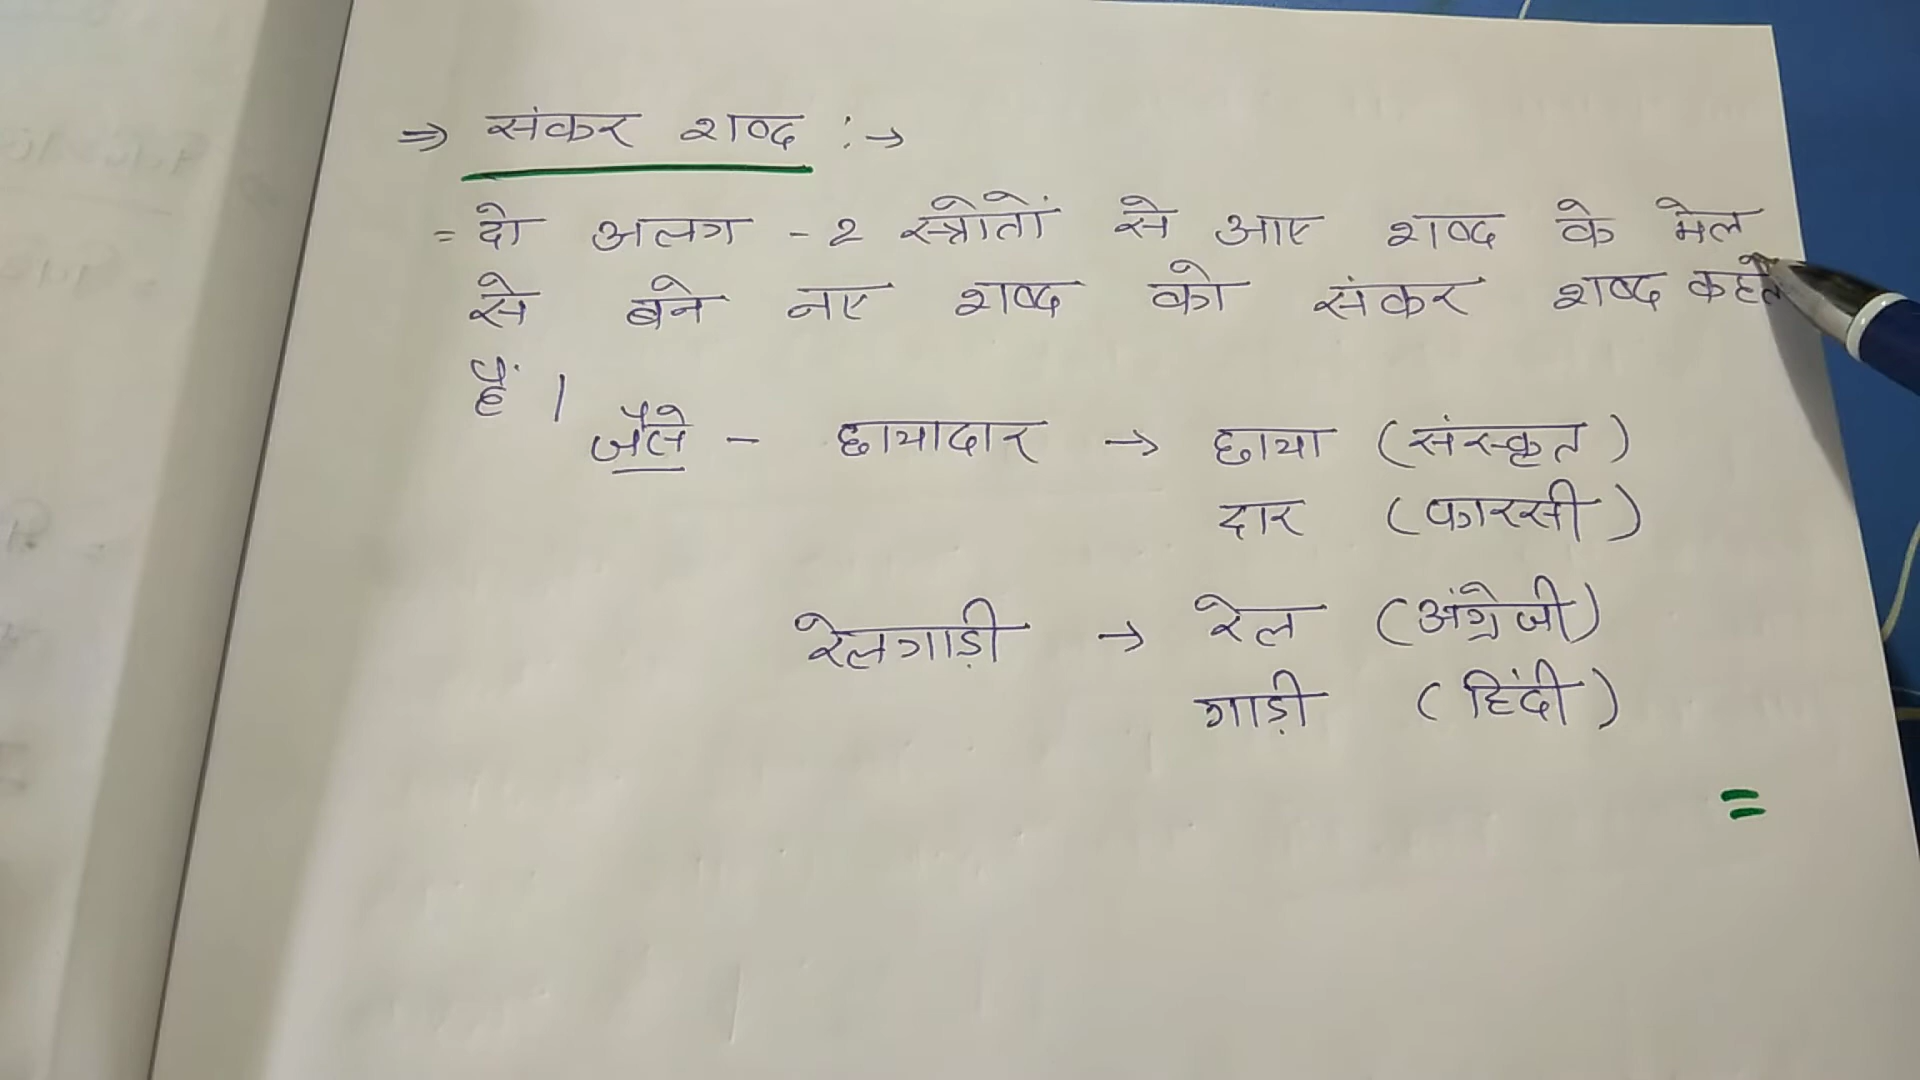 ⇒ संकर शब्द :→
= दो अलग - 2 स्त्रोतों से आए शब्द के मेल
से बने नए शब्द को संकर शब्द कहते
हैं ।
जैसे - छायादार → छाया (संस्कृत)
दार (फारसी)
रेलगाड़ी → रेल (अंग्रेजी)
गाड़ी (हिंदी)
=